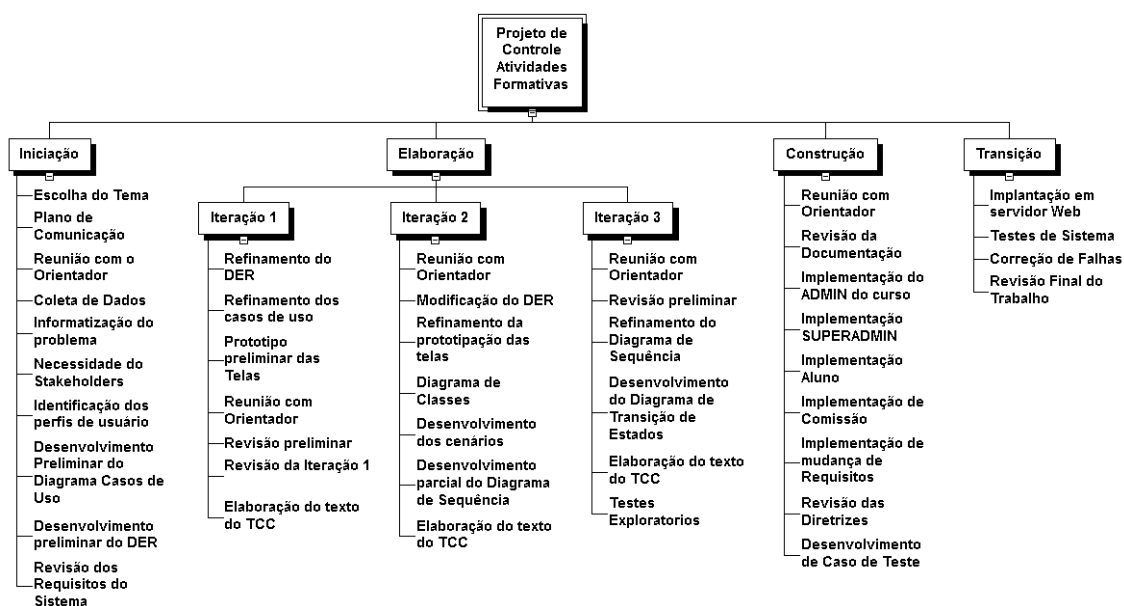 Projeto de
Controle
Atividades
Formativas
Iniciação
Escolha do Tema
Plano de
Comunicação
Reunião com o
Orientador
Coleta de Dados
Informatização do
problema
Necessidade do
Stakeholders
Identificação dos
perfis de usuário
Desenvolvimento
Preliminar do
Diagrama Casos de
Uso
Desenvolvimento
preliminar do DER
Revisão dos
Requisitos do
Sistema
Elaboração
Iteração 1
Refinamento do
DER
Refinamento dos
casos de uso
Prototipo
preliminar das
Telas
Reunião com
Orientador
Revisão preliminar
Revisão da Iteração 1
Elaboração do texto
do TCC
Iteração 2
Reunião com
Orientador
Modificação do DER
Refinamento da
prototipação das
telas
Diagrama de
Classes
Desenvolvimento
dos cenários
Desenvolvimento
parcial do Diagrama
de Sequência
Elaboração do texto
do TCC
Iteração 3
Reunião com
Orientador
Revisão preliminar
Refinamento do
Diagrama de
Sequência
Desenvolvimento
do Diagrama de
Transição de
Estados
Elaboração do texto
do TCC
Testes
Exploratorios
Construção
Reunião com
Orientador
Revisão da
Documentação
Implementação do
ADMIN do curso
Implementação
SUPERADMIN
Implementação
Aluno
Implementação de
Comissão
Implementação de
mudança de
Requisitos
Revisão das
Diretrizes
Desenvolvimento
de Caso de Teste
Transição
Implantação em
servidor Web
Testes de Sistema
Correção de Falhas
Revisão Final do
Trabalho